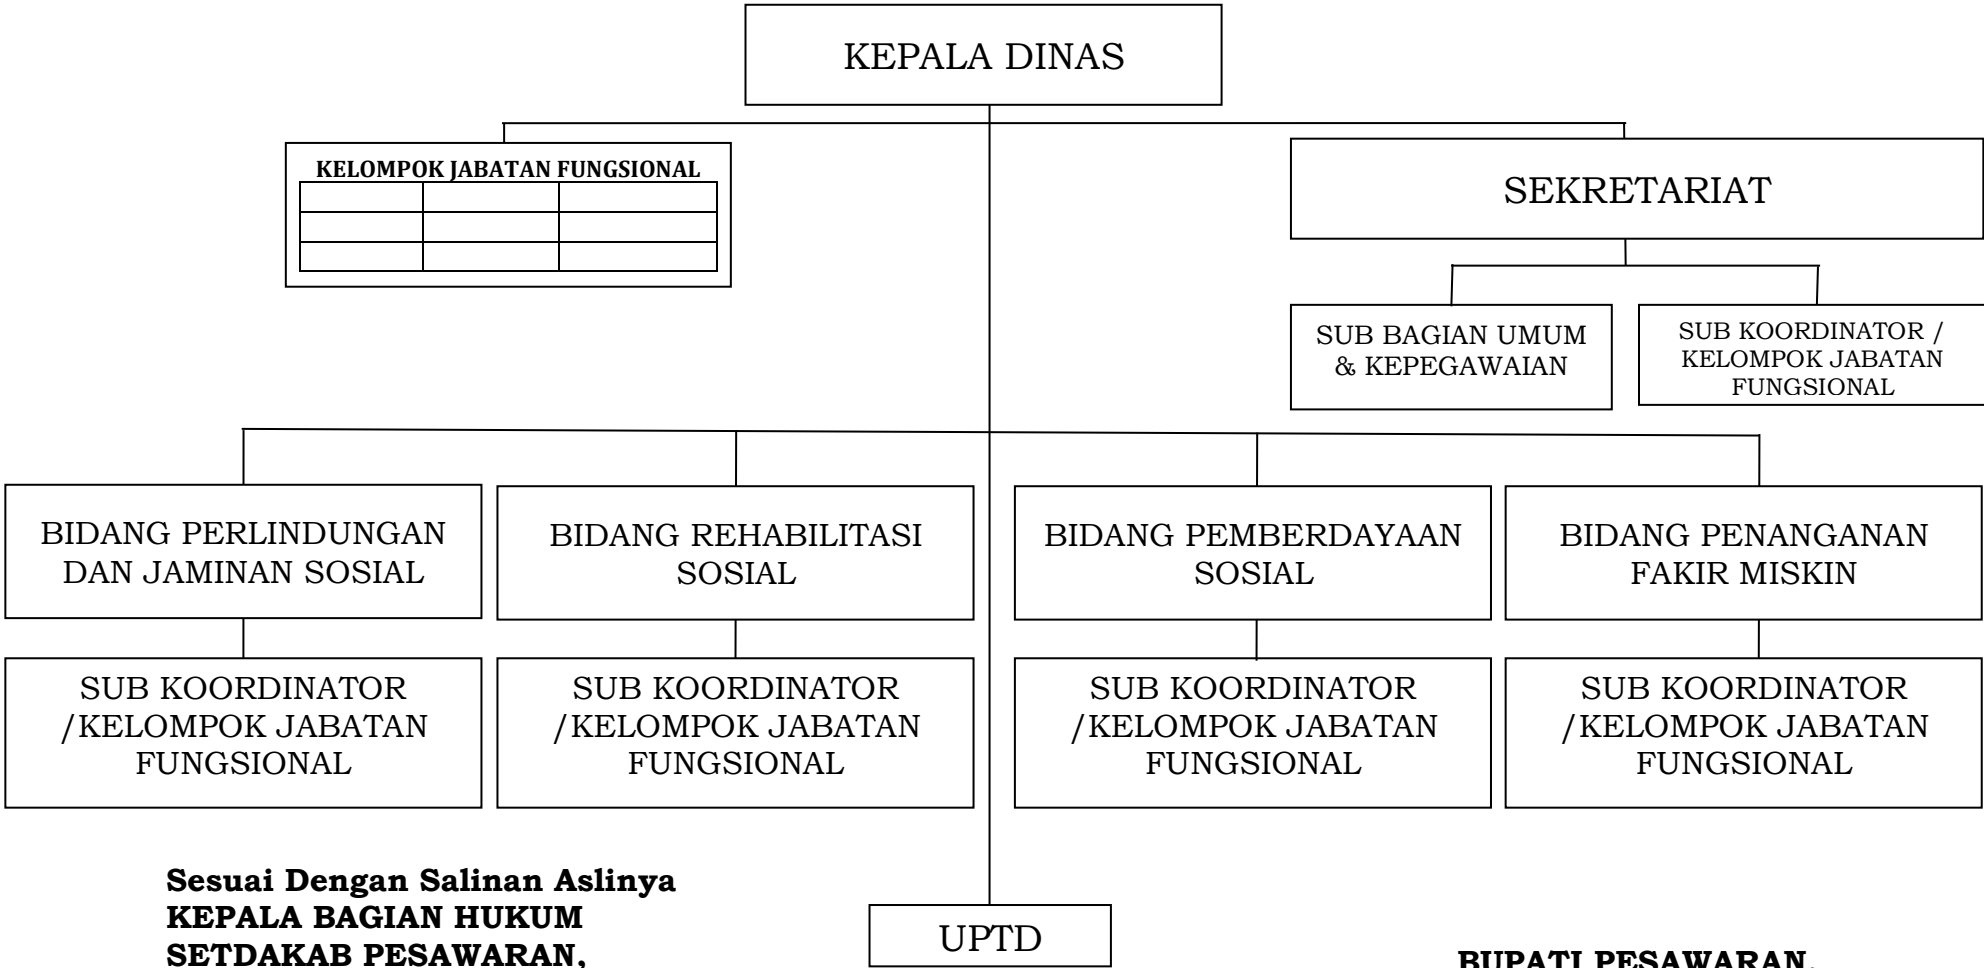 KEPALA DINAS
KELOMPOK JABATAN FUNGSIONAL
SEKRETARIAT
SUB BAGIAN UMUM
& KEPEGAWAIAN
SUB KOORDINATOR /
KELOMPOK JABATAN
FUNGSIONAL
BIDANG PERLINDUNGAN
DAN JAMINAN SOSIAL
BIDANG REHABILITASI
SOSIAL
BIDANG PEMBERDAYAAN
SOSIAL
BIDANG PENANGANAN
FAKIR MISKIN
SUB KOORDINATOR
/KELOMPOK JABATAN
FUNGSIONAL
SUB KOORDINATOR
/KELOMPOK JABATAN
FUNGSIONAL
SUB KOORDINATOR
/KELOMPOK JABATAN
FUNGSIONAL
SUB KOORDINATOR
/KELOMPOK JABATAN
FUNGSIONAL
Sesuai Dengan Salinan Aslinya
KEPALA BAGIAN HUKUM
SETDAKAB PESAWARAN,
UPTD
BUPATI PESAWARAN,